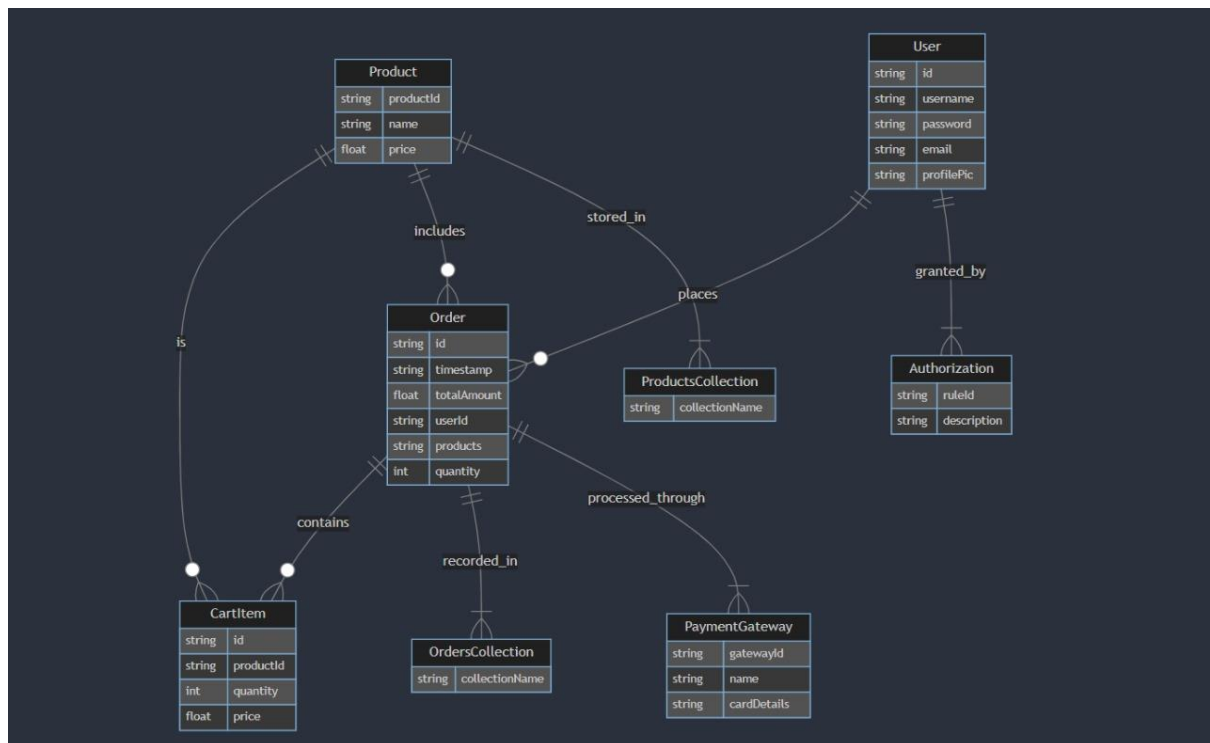 Product
string productId
string name
float price
User
string id
string username
string password
string email
string profilePic
stored_in
includes
granted_by
places
is
Order
string id
string timestamp
float totalAmount
string userId
string products
int quantity
ProductsCollection
string collectionName
Authorization
string ruleId
string description
processed_through
contains
recorded_in
CartItem
string id
string productId
int quantity
float price
OrdersCollection
string collectionName
PaymentGateway
string gatewayId
string name
string cardDetails